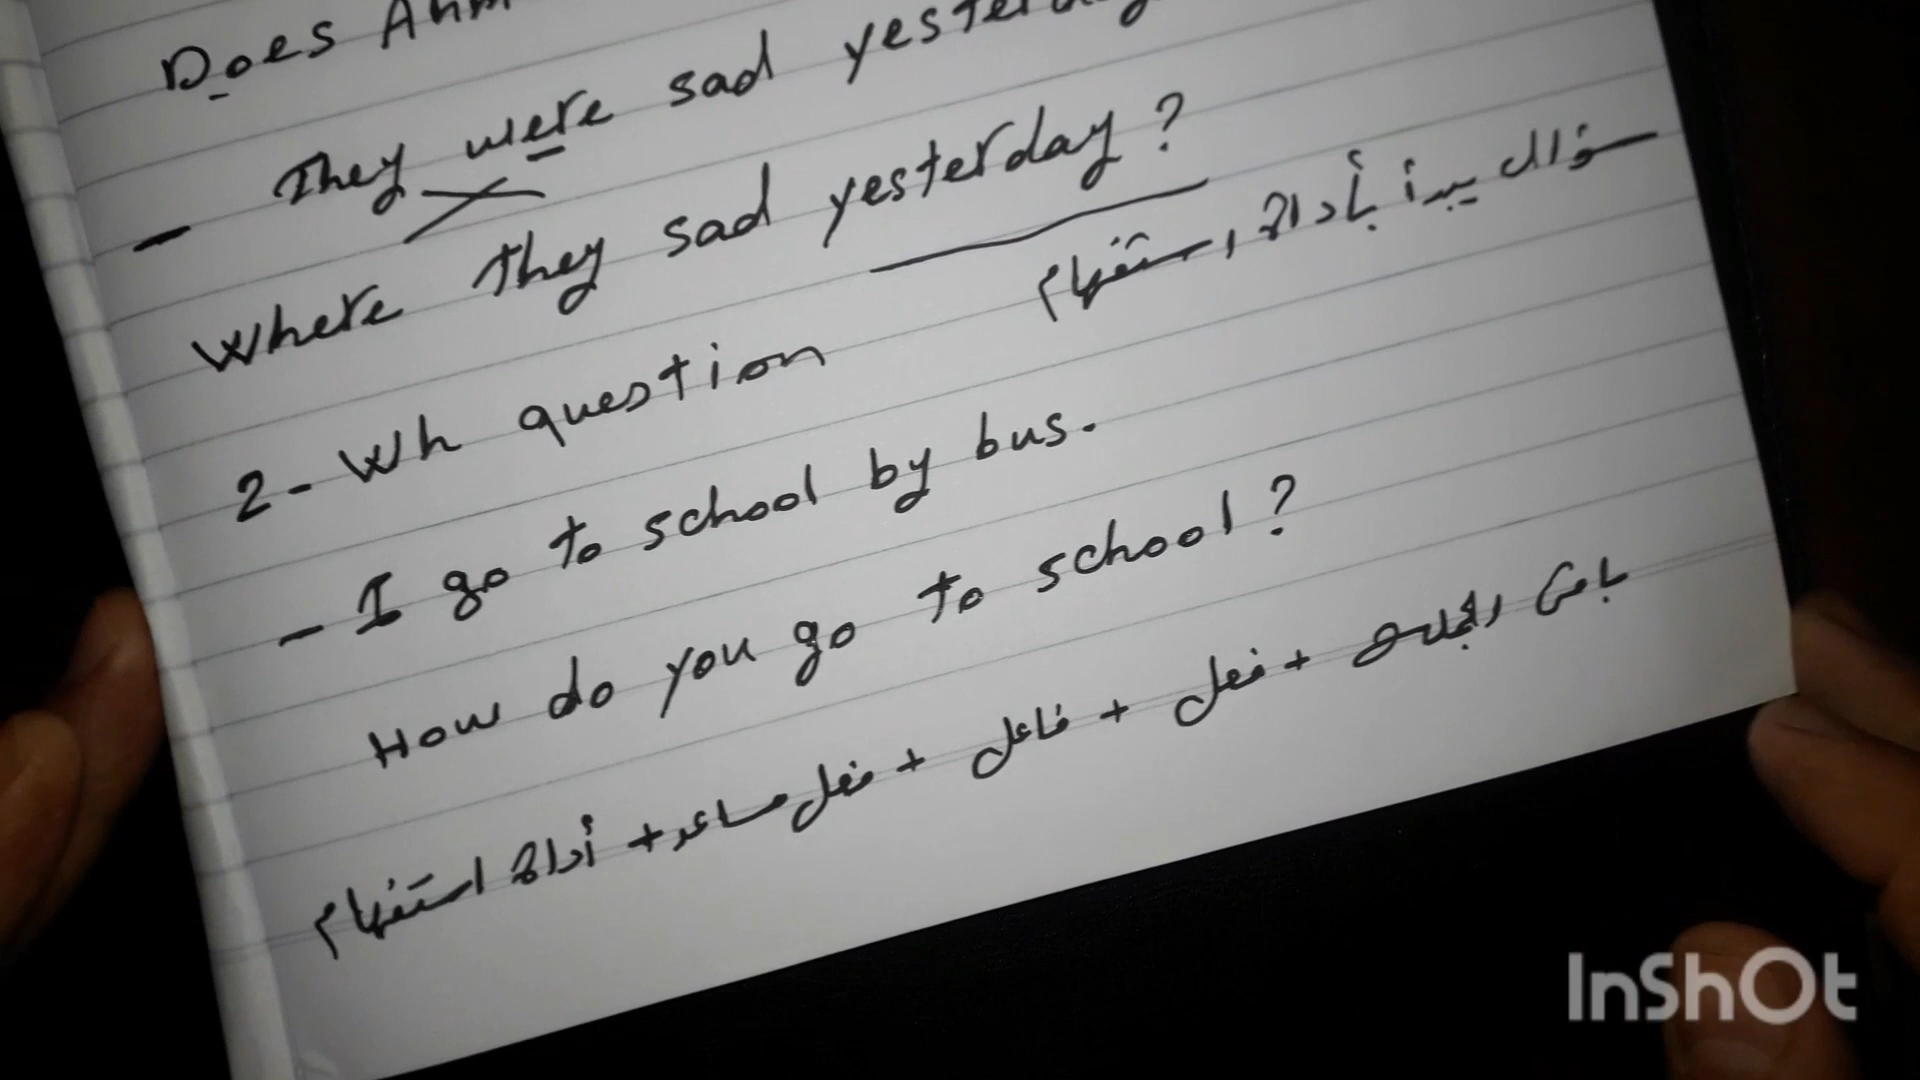 Does
- They were sad yesterday
Where they sad yesterday ?
سؤال يبدأ بأداة استفهام
2 - Wh question
- I go to school by bus.
How do you go to school ?
أداة استفهام + فعل مساعد + فاعل + فعل + باقي الجملة
InShOt